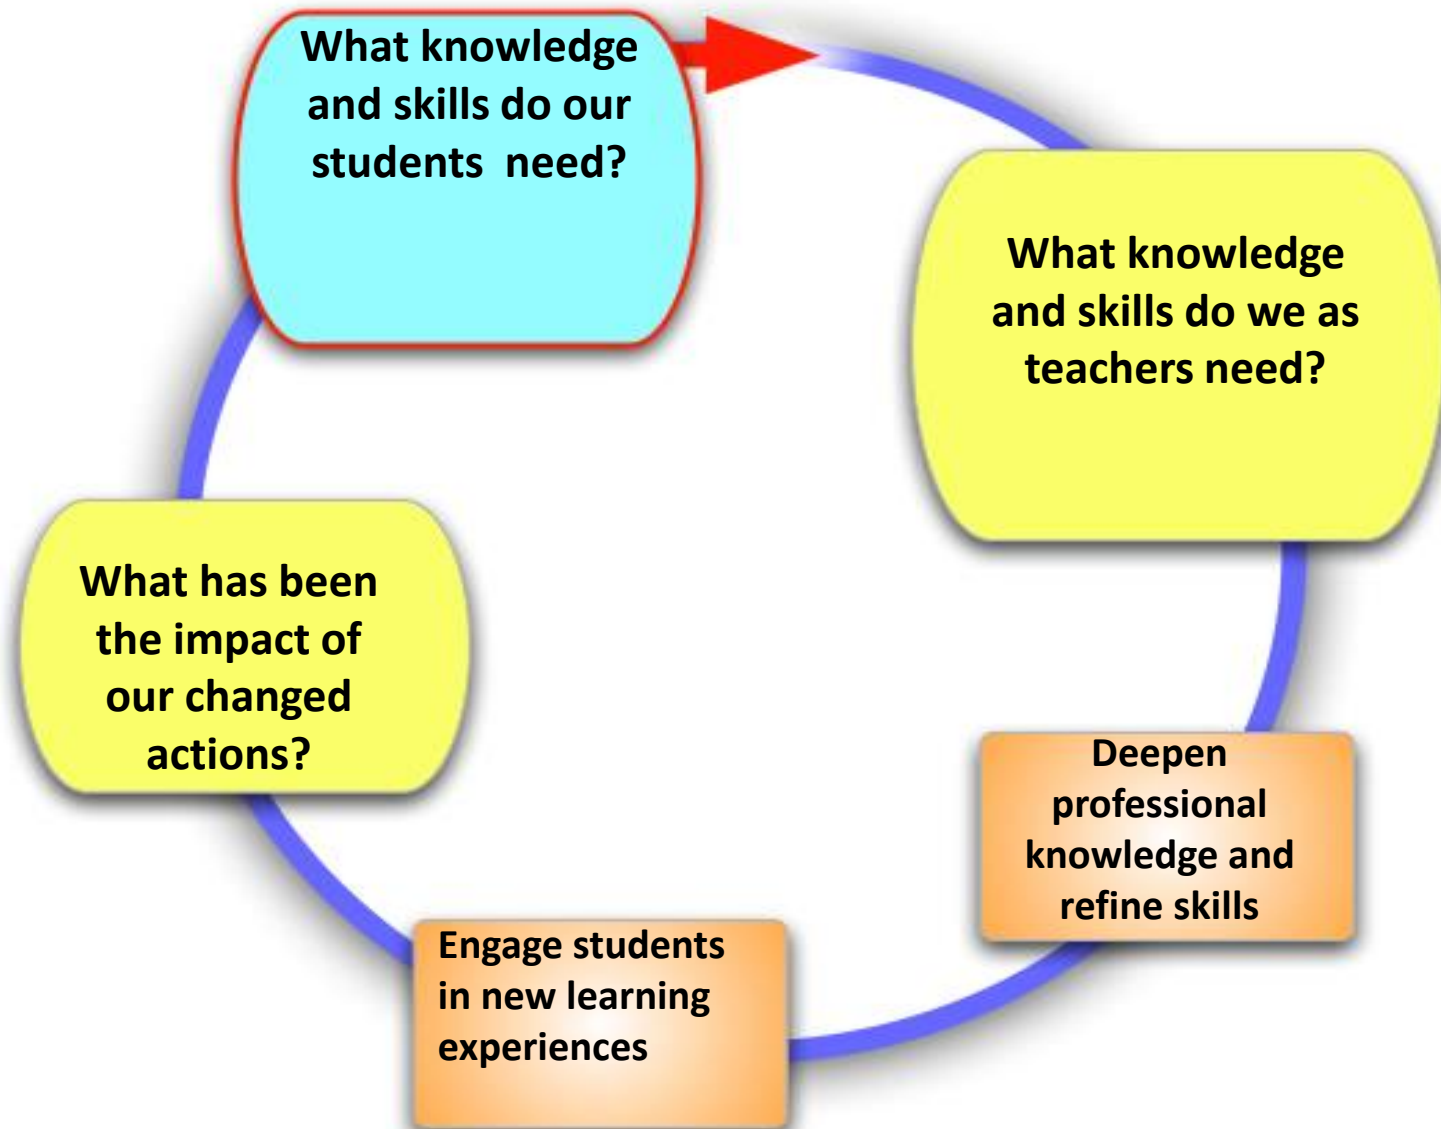 What knowledge
and skills do our
students need?
What knowledge
and skills do we as
teachers need?
Deepen
professional
knowledge and
refine skills
Engage students
in new learning
experiences
What has been
the impact of
our changed
actions?